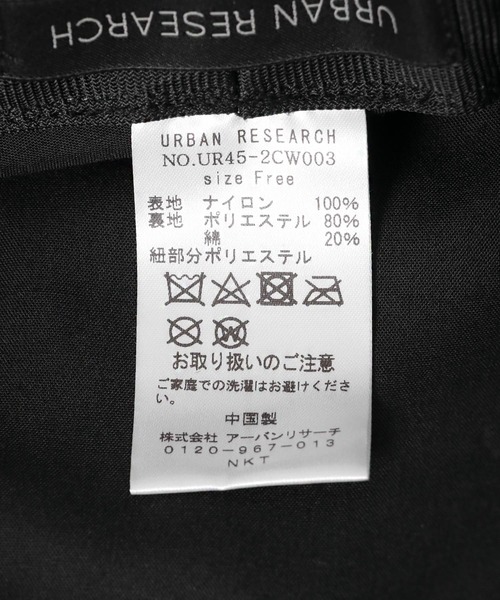 URBAN RESEARCH
URBAN RESEARCH
NO.UR45-2CW003
size Free
表地 ナイロン 100%
裏地 ポリエステル 80%
綿 20%
紐部分ポリエステル
お取り扱いのご注意
ご家庭での洗濯はお避けくださ
い。
中国製
株式会社 アーバンリサーチ
0120-967-013
NKT